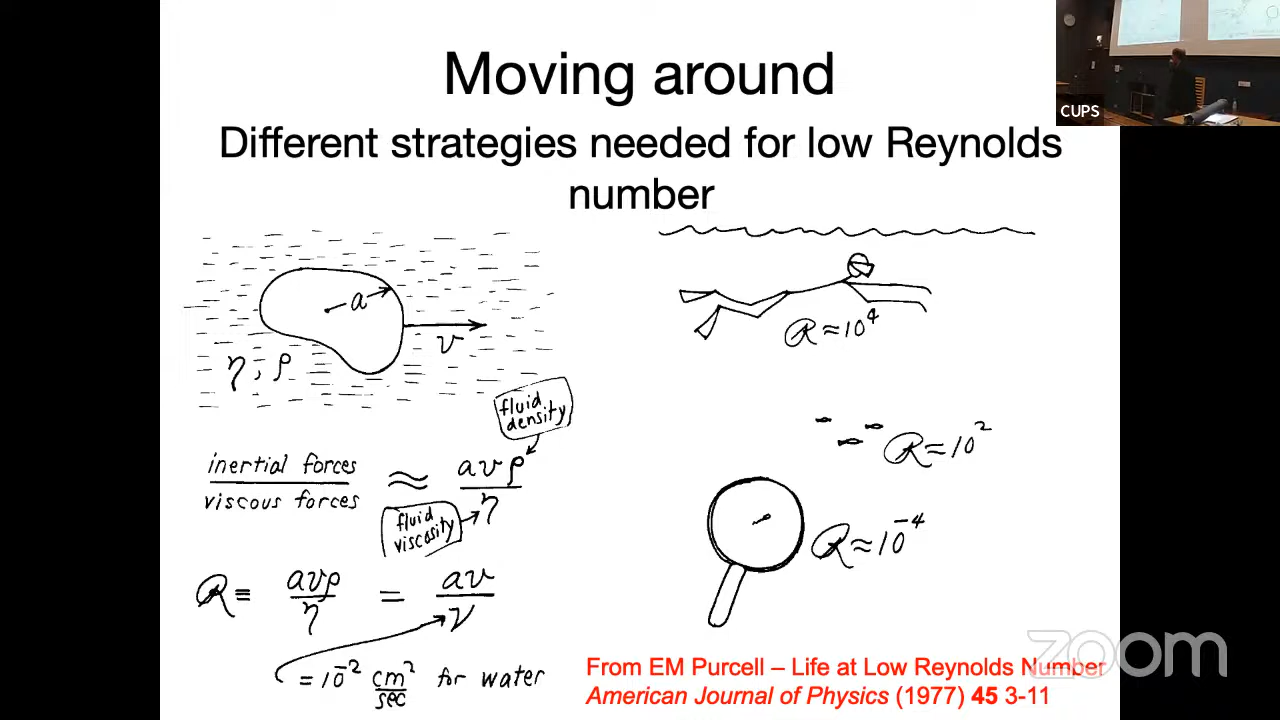 Moving around
Different strategies needed for low Reynolds
number
CUPS
a
v
η, ρ
fluid
density
inertial forces
viscous forces
≈
avρ
η
fluid
viscosity
R ≡ avρ/η = av/ν
= 10⁻² cm²/sec for water
R ≈ 10⁴
R ≈ 10²
R ≈ 10⁻⁴
From EM Purcell – Life at Low Reynolds Number
American Journal of Physics (1977) 45 3-11
zoom